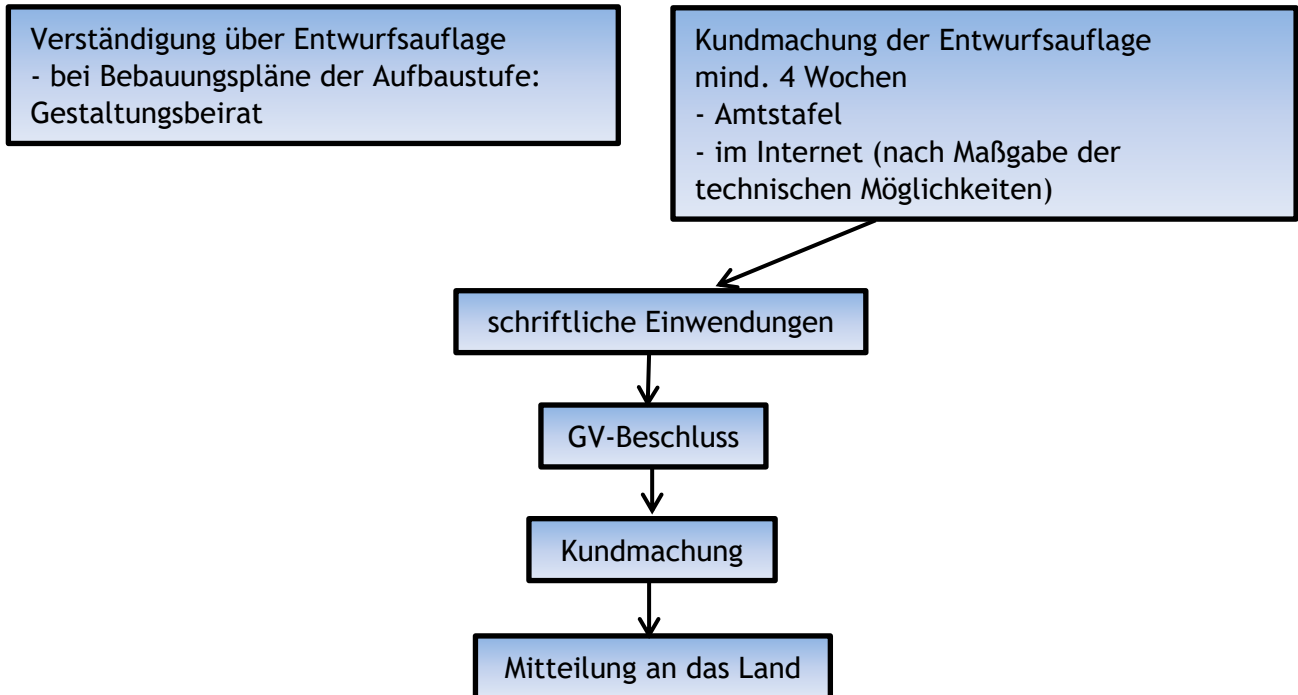 Verständigung über Entwurfsauflage
- bei Bebauungspläne der Aufbaustufe:
Gestaltungsbeirat
Kundmachung der Entwurfsauflage
mind. 4 Wochen
- Amtstafel
- im Internet (nach Maßgabe der
technischen Möglichkeiten)
schriftliche Einwendungen
GV-Beschluss
Kundmachung
Mitteilung an das Land